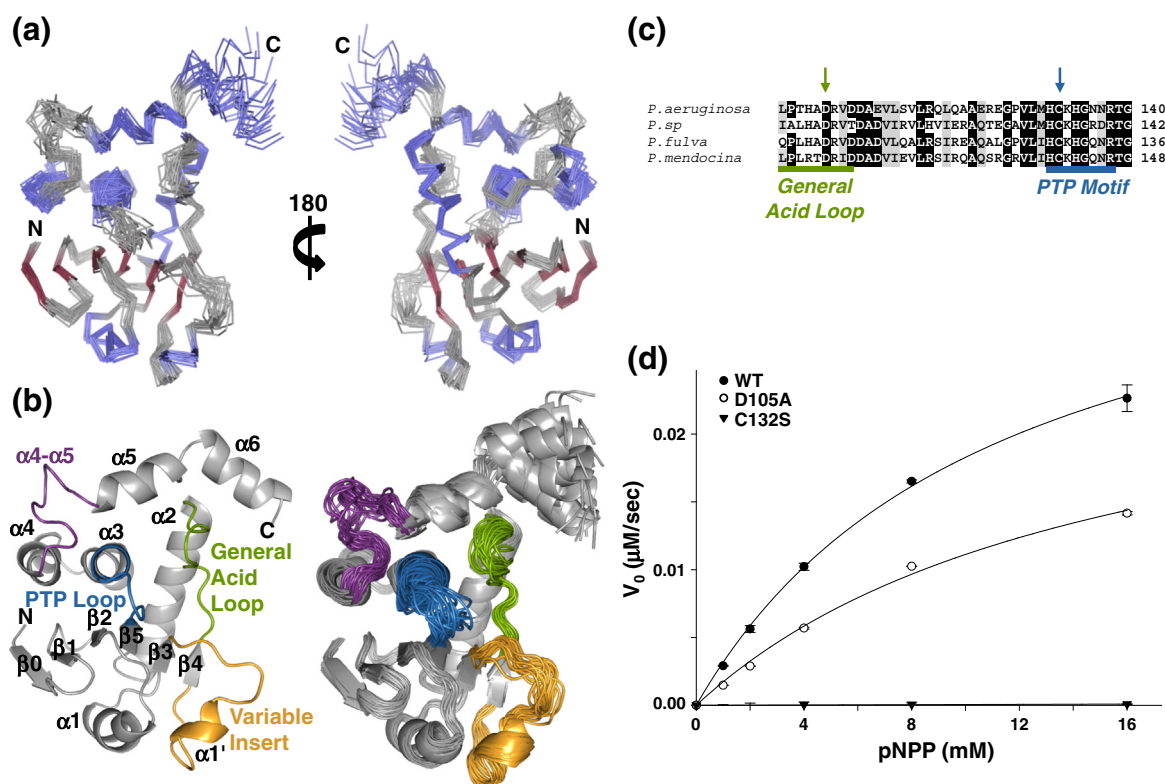 (a)
C
C
N
N
180
(b)
α4-α5
α5
α6
α4
α3
α2
C
General
Acid
Loop
PTP Loop
N
β2
β1
β0
β5
β3
β4
α1
α1'
Variable
Insert
(c)
P.aeruginosa LPTHADRVDDAEVLSVLRQLQAAEREGPVLMHCKHGNNRTG 140
P.sp IALHADRVTDADVIRVLHVIERAQTEGAVLMHCKHGRDRTG 142
P.fulva QPLHADRVDDVDVLQALRSIREAQALGPVLMHCKHGQNRTG 136
P.mendocina LPLRTDRIDDADVIEVLRSIRQAQSRGRVLIHCKHGQNRTG 148
General
Acid Loop
PTP Motif
(d)
WT
D105A
C132S
V0 (µM/sec)
0.02
0.01
0.00
0 4 8 12 16
pNPP (mM)